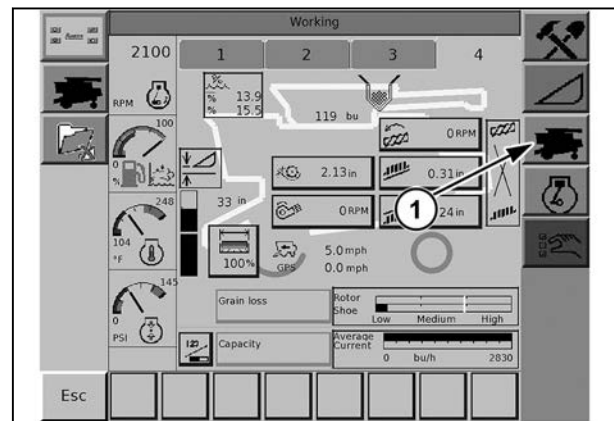 Working
2100
1
2
3
4
RPM
% 13.9
% 15.5
119 bu
0 RPM
100
0
%
2.13 in
0.31 in
33 in
0 RPM
24 in
1
248
104
°F
100%
GPS
5.0 mph
0.0 mph
145
0
PSI
Grain loss
Rotor
Shoe
Low Medium High
123
Capacity
Average
Current
0 bu/h 2830
Esc